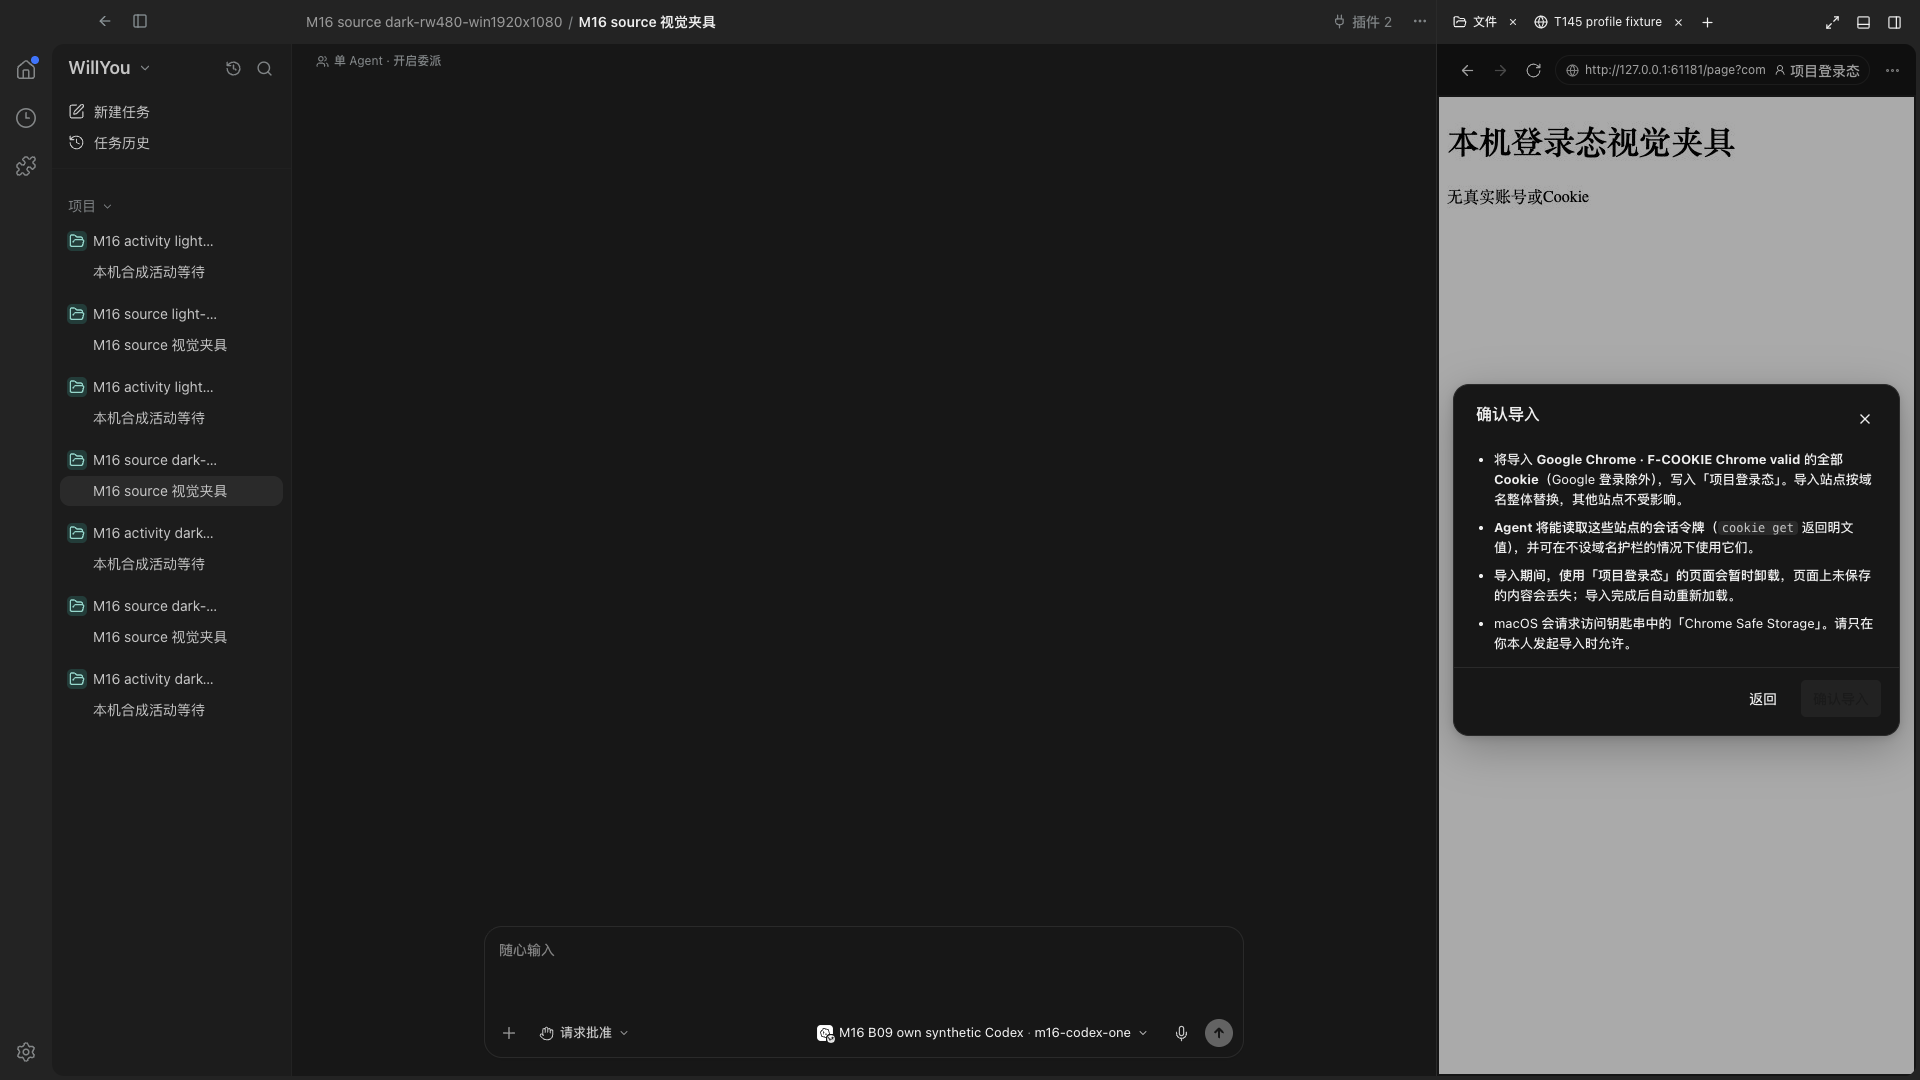 M16 source dark-rw480-win1920x1080 / M16 source 视觉夹具
插件 2
文件
T145 profile fixture
WillYou
单 Agent · 开启委派
http://127.0.0.1:61181/page?com
项目登录态
新建任务
任务历史
项目
M16 activity light...
本机合成活动等待
M16 source light-...
M16 source 视觉夹具
M16 activity light...
本机合成活动等待
M16 source dark-...
M16 source 视觉夹具
M16 activity dark...
本机合成活动等待
M16 source dark-...
M16 source 视觉夹具
M16 activity dark...
本机合成活动等待
随心输入
请求批准
M16 B09 own synthetic Codex · m16-codex-one
本机登录态视觉夹具
无真实账号或Cookie
确认导入
将导入 Google Chrome · F-COOKIE Chrome valid 的全部
Cookie（Google 登录除外），写入「项目登录态」。导入站点按域
名整体替换，其他站点不受影响。
Agent 将能读取这些站点的会话令牌（cookie get 返回明文
值），并可在不设域名护栏的情况下使用它们。
导入期间，使用「项目登录态」的页面会暂时卸载，页面上未保存
的内容会丢失；导入完成后自动重新加载。
macOS 会请求访问钥匙串中的「Chrome Safe Storage」。请只在
你本人发起导入时允许。
返回
确认导入